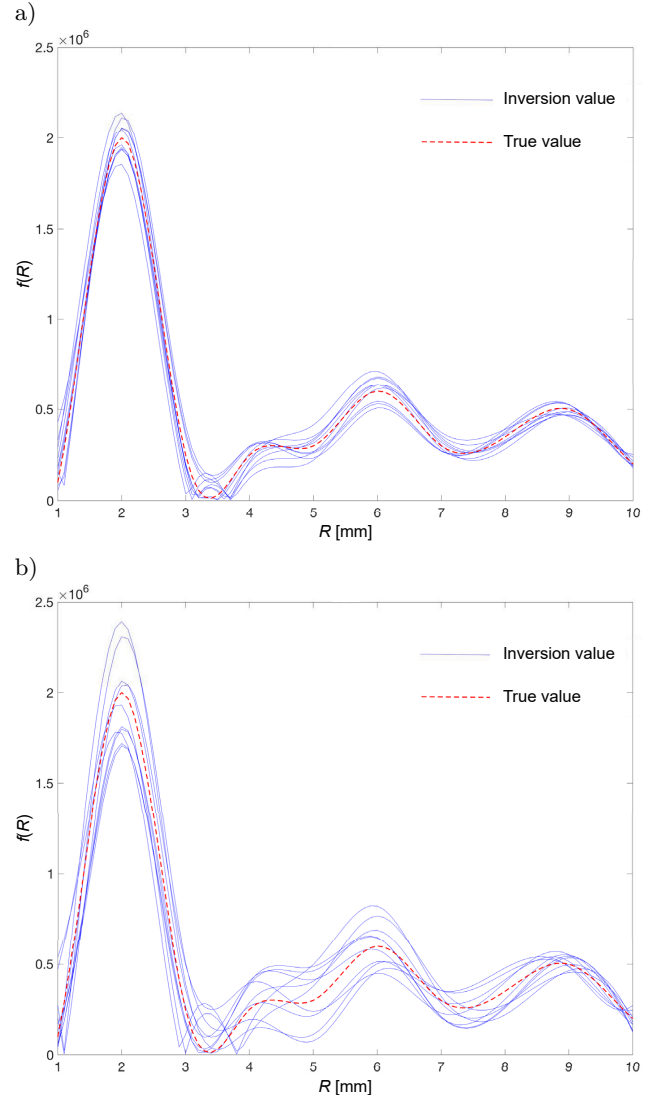 a)
×10⁶
2.5
2
1.5
1
0.5
0
f(R)
Inversion value
True value
1 2 3 4 5 6 7 8 9 10
R [mm]
b)
×10⁶
2.5
2
1.5
1
0.5
0
f(R)
Inversion value
True value
1 2 3 4 5 6 7 8 9 10
R [mm]